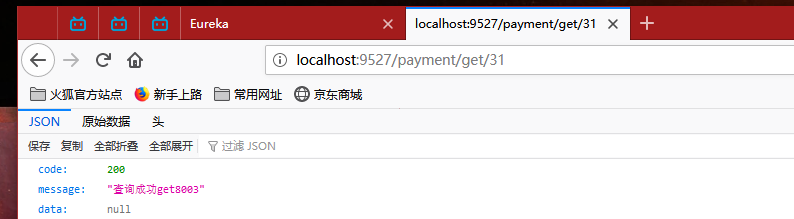 Eureka
localhost:9527/payment/get/31
localhost:9527/payment/get/31
火狐官方站点 新手上路 常用网址 京东商城
JSON 原始数据 头
保存 复制 全部折叠 全部展开 过滤 JSON
code: 200
message: "查询成功get8003"
data: null